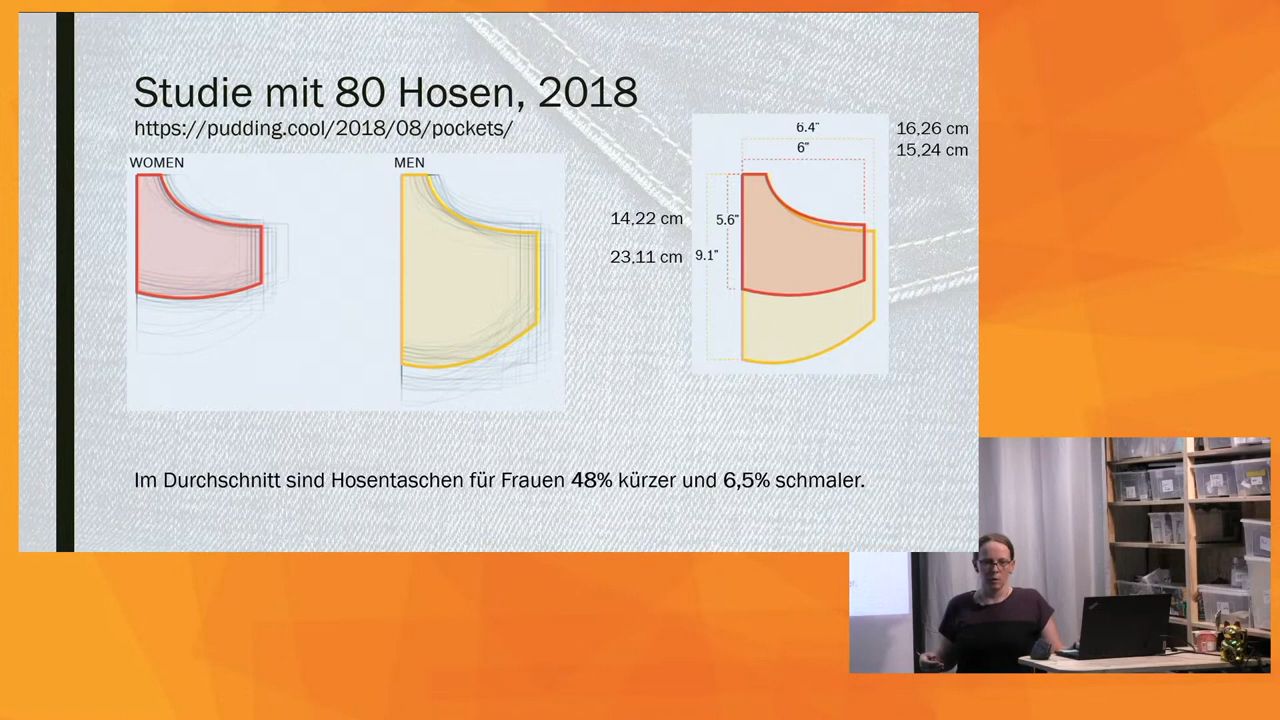 Studie mit 80 Hosen, 2018
https://pudding.cool/2018/08/pockets/
WOMEN
MEN
6.4"
6"
16,26 cm
15,24 cm
14,22 cm
5.6"
23,11 cm
9.1"
Im Durchschnitt sind Hosentaschen für Frauen 48% kürzer und 6,5% schmaler.